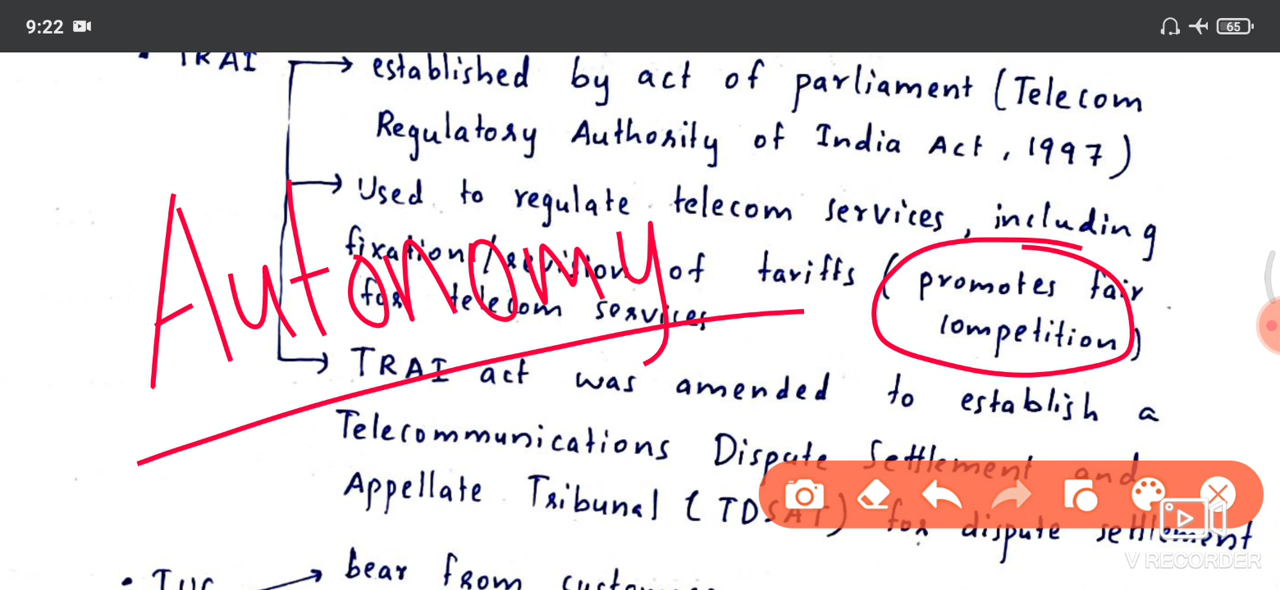 9:22
65
• TRAI → established by act of parliament (Telecom
Regulatory Authority of India Act, 1997)
→ Used to regulate telecom services, including
fixation/revition of tariffs (promotes fair
for telecom services competition)
Autonomy
→ TRAI act was amended to establish a
Telecommunications Dispute Settlement and
Appellate Tribunal (TDSAT) for dispute settlement
V RECORDER
→ bear from